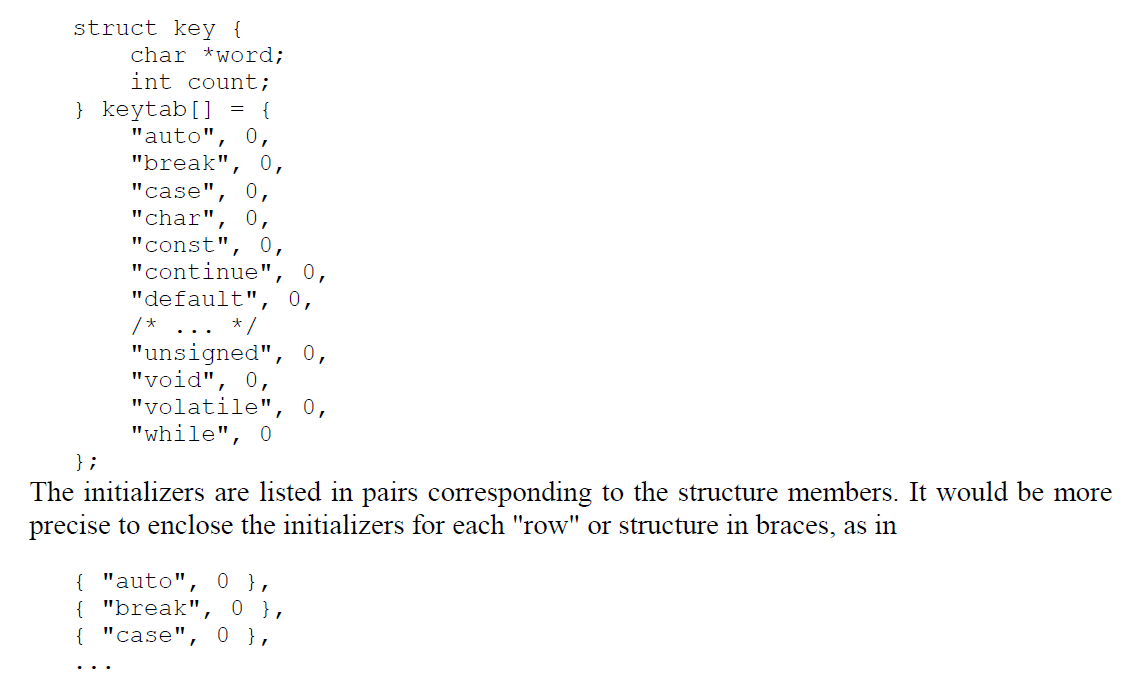 struct key {
    char *word;
    int count;
} keytab[] = {
    "auto", 0,
    "break", 0,
    "case", 0,
    "char", 0,
    "const", 0,
    "continue", 0,
    "default", 0,
    /* ... */
    "unsigned", 0,
    "void", 0,
    "volatile", 0,
    "while", 0
};
The initializers are listed in pairs corresponding to the structure members. It would be more
precise to enclose the initializers for each "row" or structure in braces, as in
{ "auto", 0 },
{ "break", 0 },
{ "case", 0 },
...